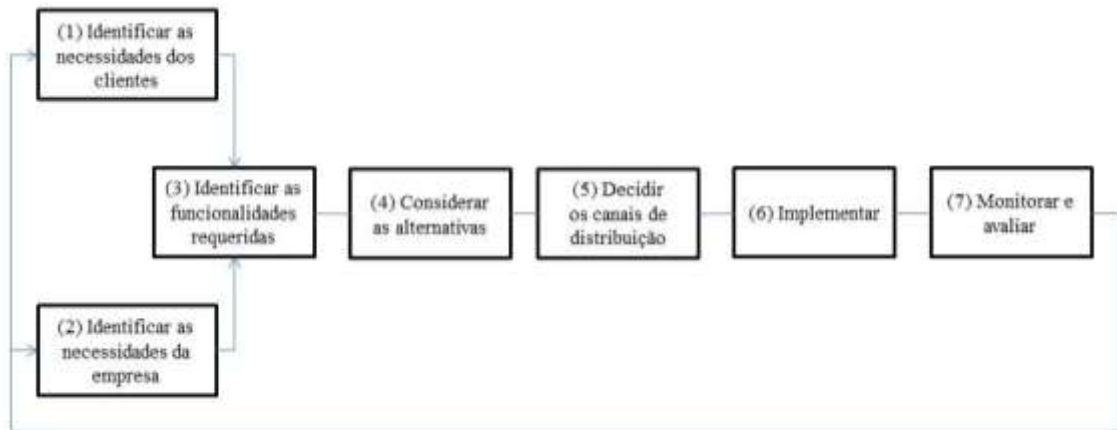 (1) Identificar as
necessidades dos
clientes
(2) Identificar as
necessidades da
empresa
(3) Identificar as
funcionalidades
requeridas
(4) Considerar
as alternativas
(5) Decidir
os canais de
distribuição
(6) Implementar
(7) Monitorar e
avaliar